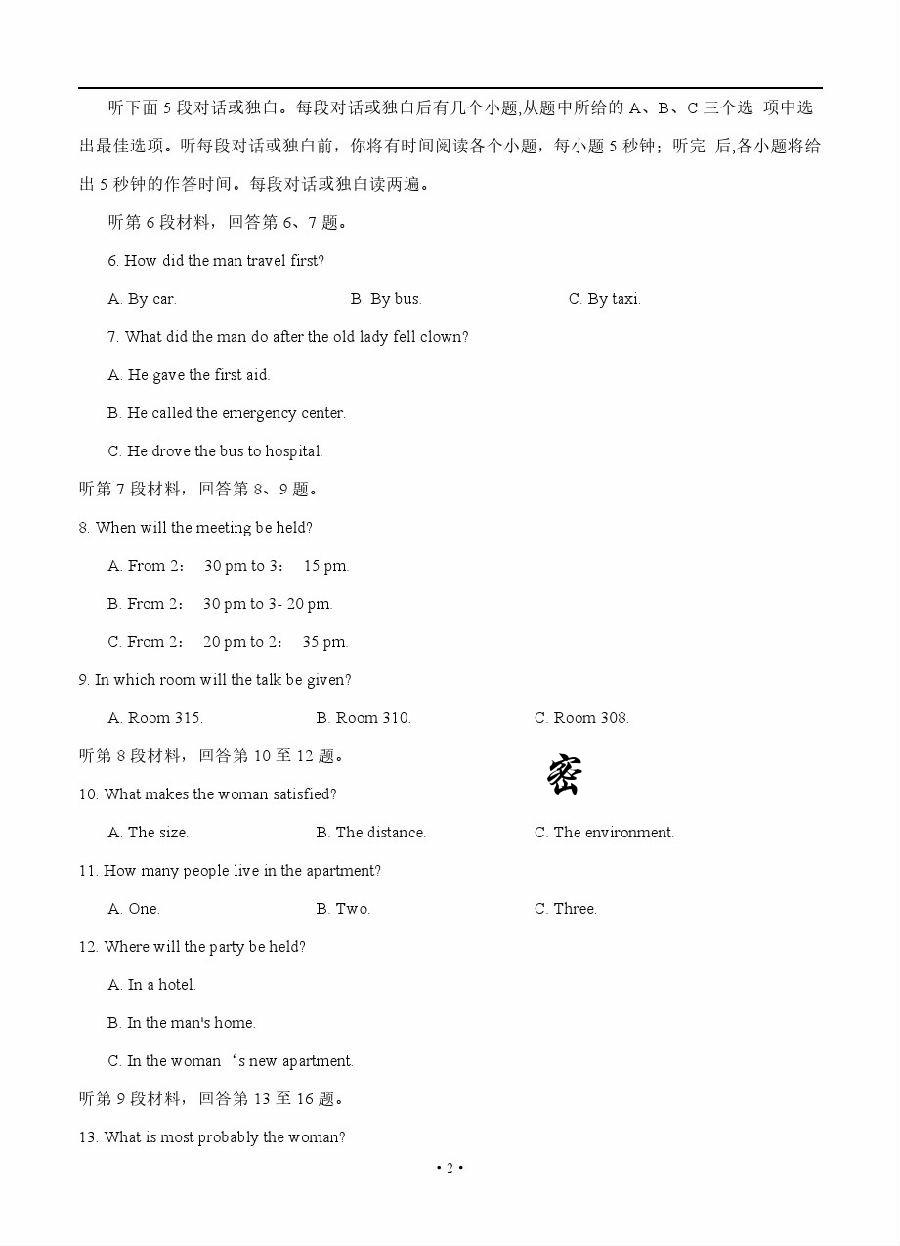 听下面 5 段对话或独白。每段对话或独白后有几个小题,从题中所给的 A、B、C 三个选 项中选
出最佳选项。听每段对话或独白前，你将有时间阅读各个小题，每小题 5 秒钟；听完 后,各小题将给
出 5 秒钟的作答时间。每段对话或独白读两遍。
听第 6 段材料，回答第 6、7 题。
6. How did the man travel first?
A. By car. B By bus. C. By taxi.
7. What did the man do after the old lady fell clown?
A. He gave the first aid.
B. He called the emergency center.
C. He drove the bus to hospital.
听第 7 段材料，回答第 8、9 题。
8. When will the meeting be held?
A. From 2： 30 pm to 3： 15 pm.
B. From 2： 30 pm to 3- 20 pm.
C. From 2： 20 pm to 2： 35 pm.
9. In which room will the talk be given?
A. Room 315. B. Room 310. C. Room 308.
听第 8 段材料，回答第 10 至 12 题。
密
10. What makes the woman satisfied?
A. The size. B. The distance. C. The environment.
11. How many people live in the apartment?
A. One. B. Two. C. Three.
12. Where will the party be held?
A. In a hotel.
B. In the man's home.
C. In the woman ‘s new apartment.
听第 9 段材料，回答第 13 至 16 题。
13. What is most probably the woman?
• 2 •